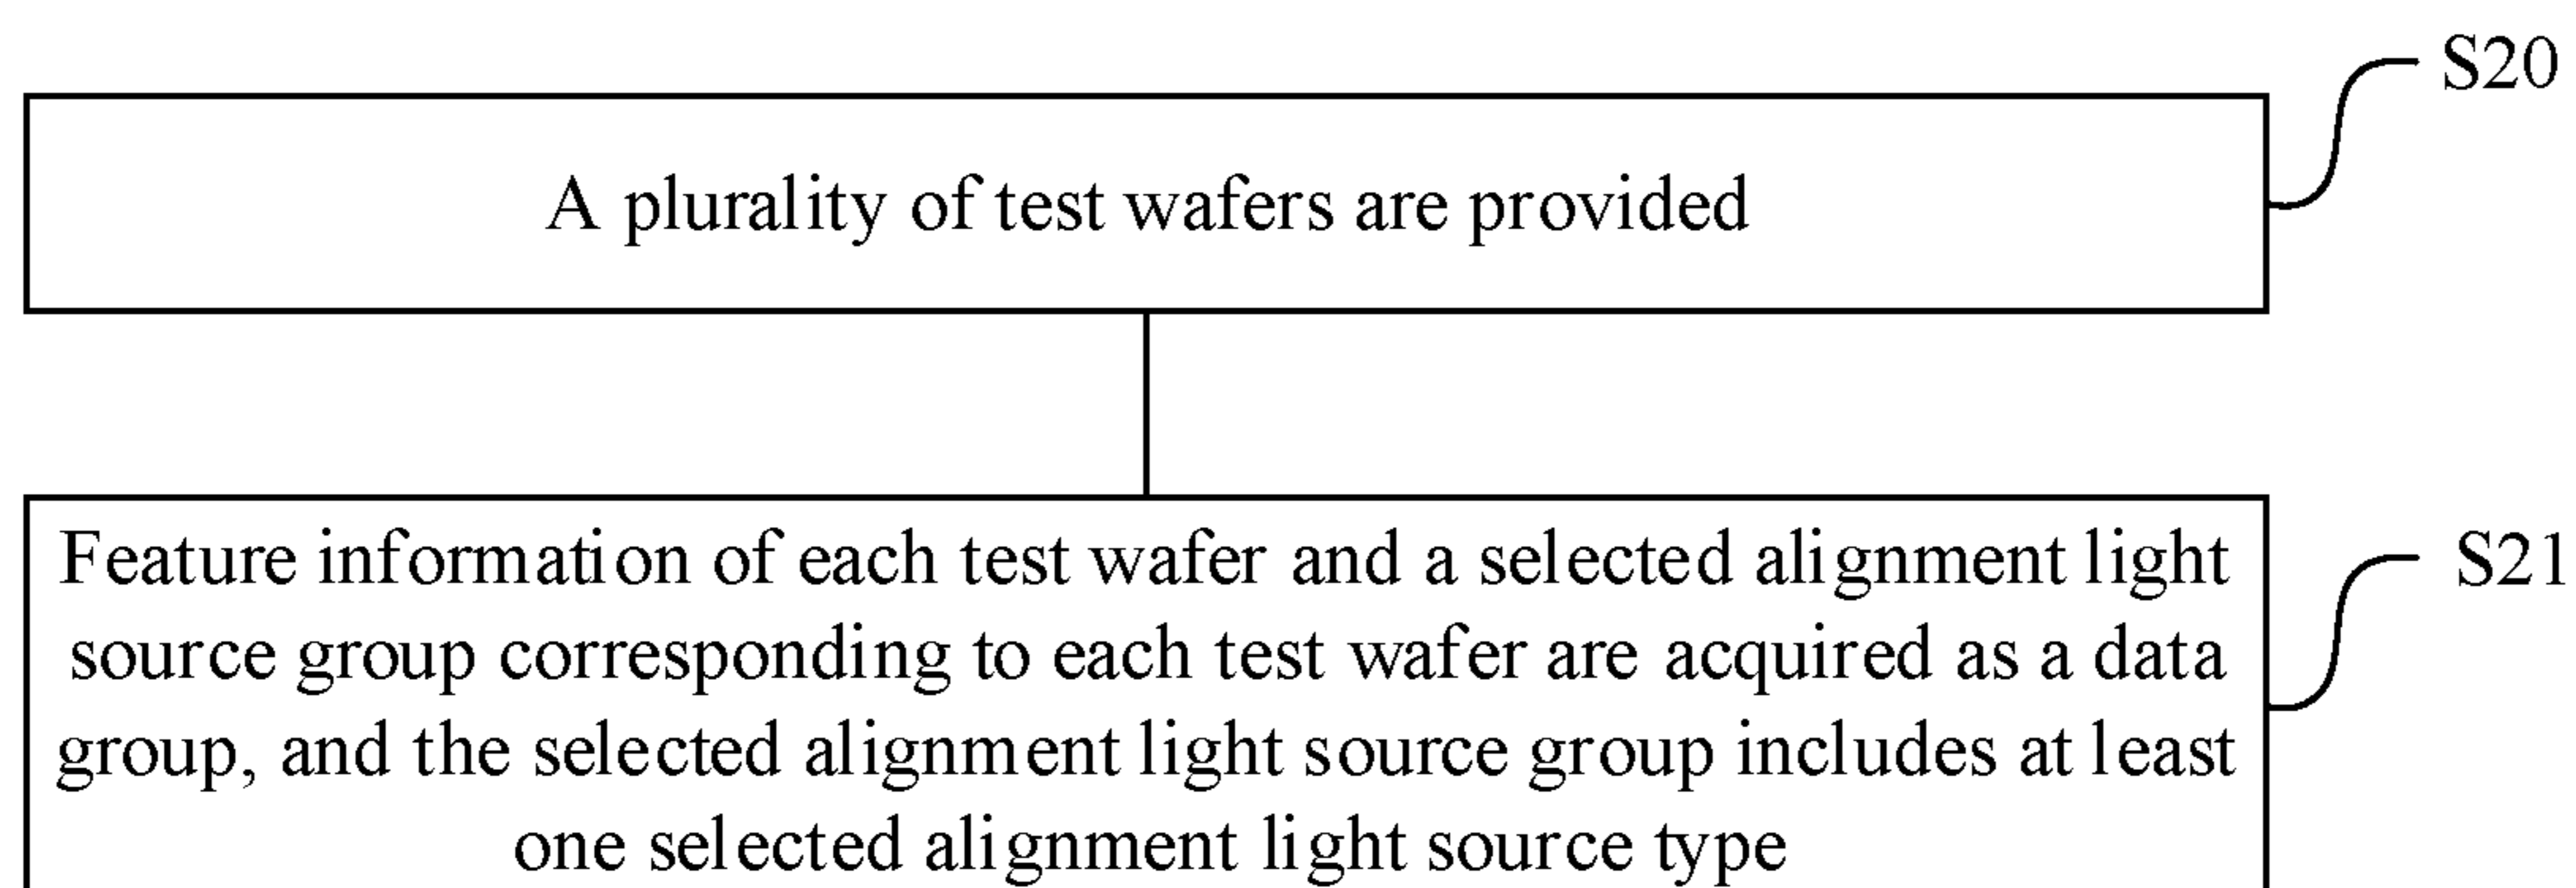 S20
A plurality of test wafers are provided
Feature information of each test wafer and a selected alignment light
S21
source group corresponding to each test wafer are acquired as a data
group, and the selected alignment light source group includes at least
one selected alignment light source type